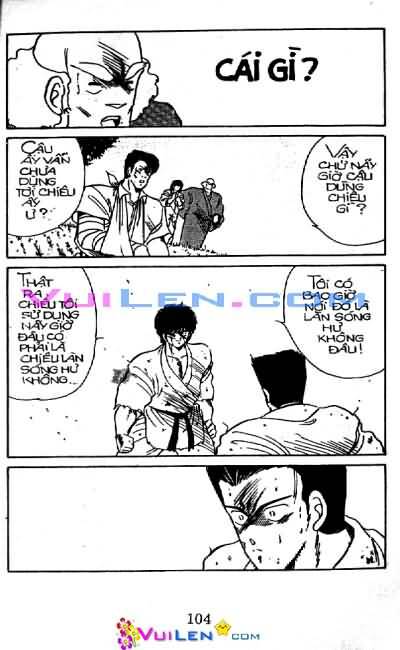 CÁI GÌ?
VẬY
CHỨ NÃY
GIỜ CẬU
DÙNG
CHIÊU
GÌ?
CẬU
ẤY VẪN
CHƯA
DÙNG
TỚI CHIÊU
ẤY
Ư?
TÔI CÓ
BAO GIỜ
NÓI ĐÓ LÀ
LÀN SÓNG
HƯ
KHÔNG
ĐÂU!
THẬT
RA,
CHIÊU TÔI
SỬ DỤNG
NÃY GIỜ
ĐÂU CÓ
PHẢI LÀ
CHIÊU LÀN
SÓNG HƯ
KHÔNG...
VUILEN.COM
104
VUILEN
.COM